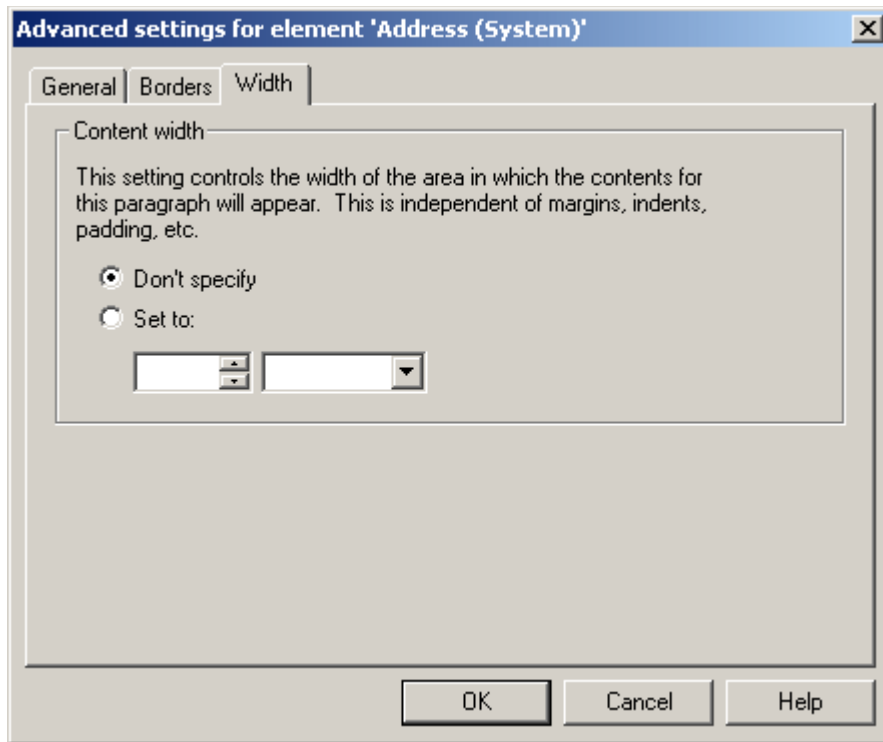 Advanced settings for element 'Address (System)'
General Borders Width
Content width
This setting controls the width of the area in which the contents for
this paragraph will appear.  This is independent of margins, indents,
padding, etc.
Don't specify
Set to:
OK Cancel Help